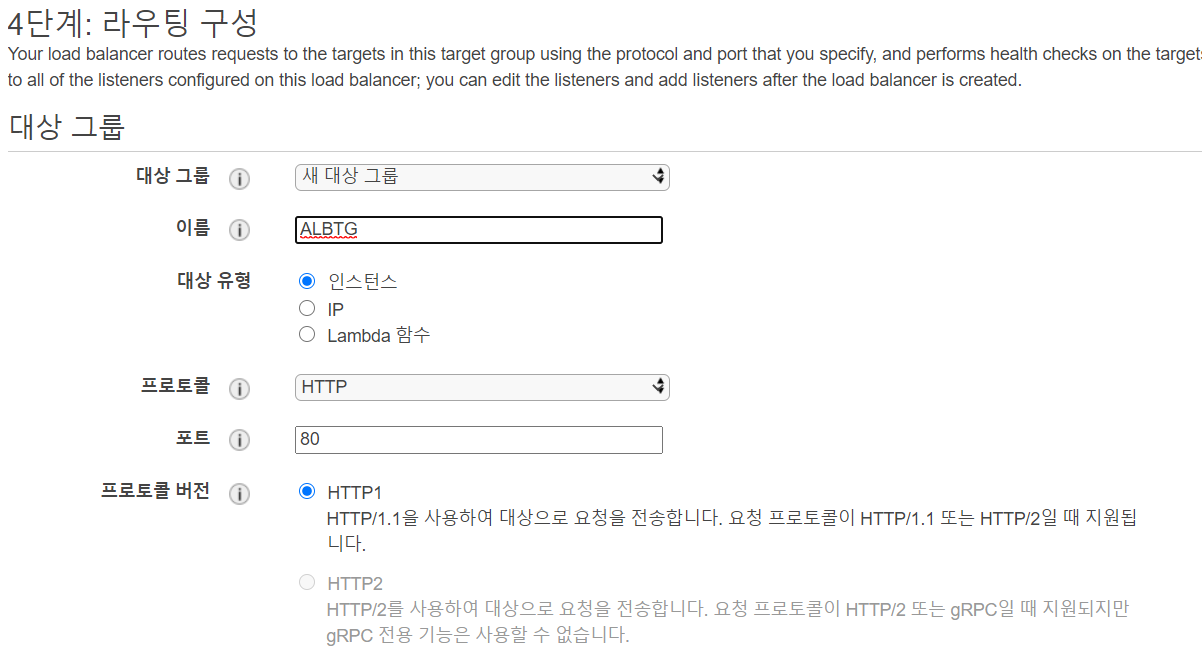 4단계: 라우팅 구성
Your load balancer routes requests to the targets in this target group using the protocol and port that you specify, and performs health checks on the targets
to all of the listeners configured on this load balancer; you can edit the listeners and add listeners after the load balancer is created.
대상 그룹
대상 그룹 i 새 대상 그룹
이름 i ALBTG
대상 유형 인스턴스
IP
Lambda 함수
프로토콜 i HTTP
포트 i 80
프로토콜 버전 i HTTP1
HTTP/1.1을 사용하여 대상으로 요청을 전송합니다. 요청 프로토콜이 HTTP/1.1 또는 HTTP/2일 때 지원됩
니다.
HTTP2
HTTP/2를 사용하여 대상으로 요청을 전송합니다. 요청 프로토콜이 HTTP/2 또는 gRPC일 때 지원되지만
gRPC 전용 기능은 사용할 수 없습니다.